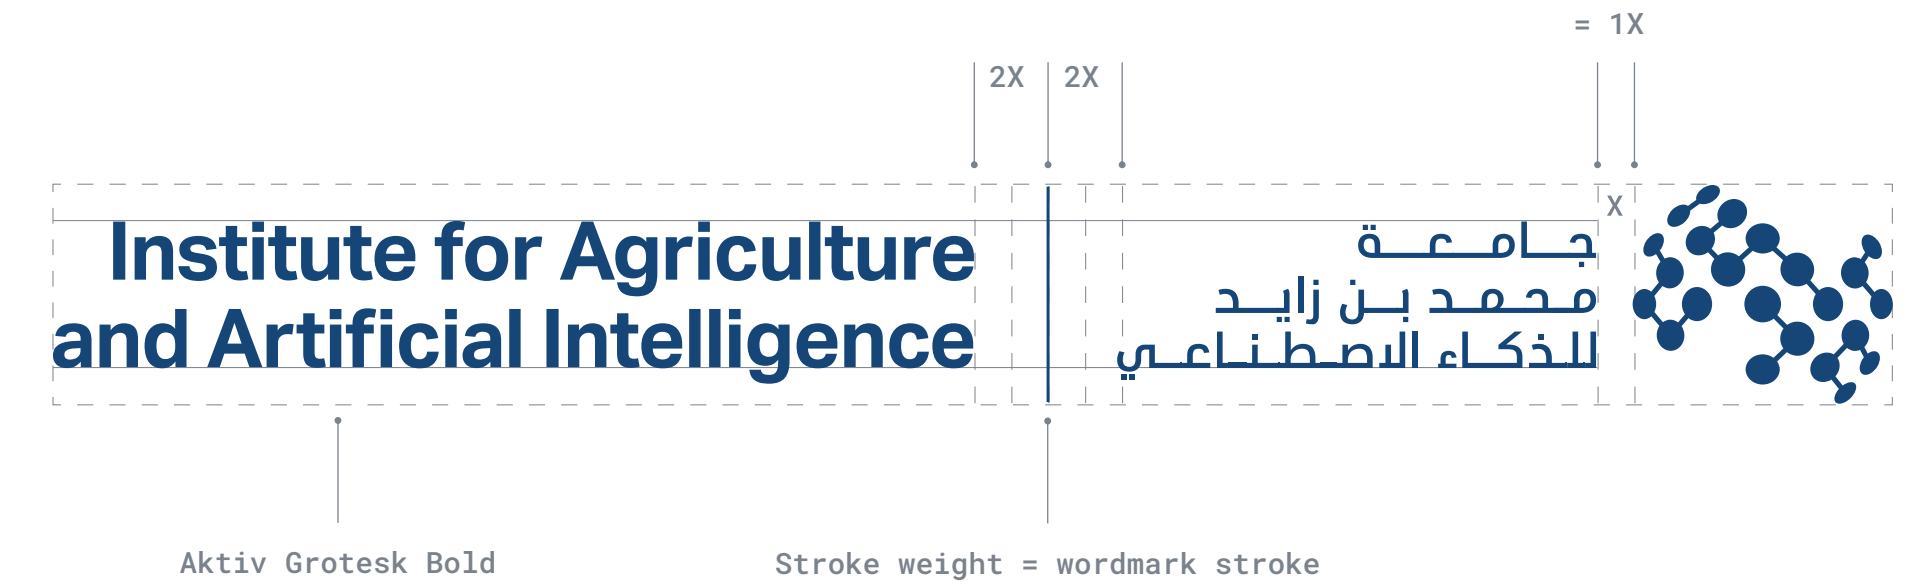 = 1X
2X 2X
X
Institute for Agriculture
and Artificial Intelligence
جامعة
محمد بن زايد
للذكاء الاصطناعي
Aktiv Grotesk Bold
Stroke weight = wordmark stroke